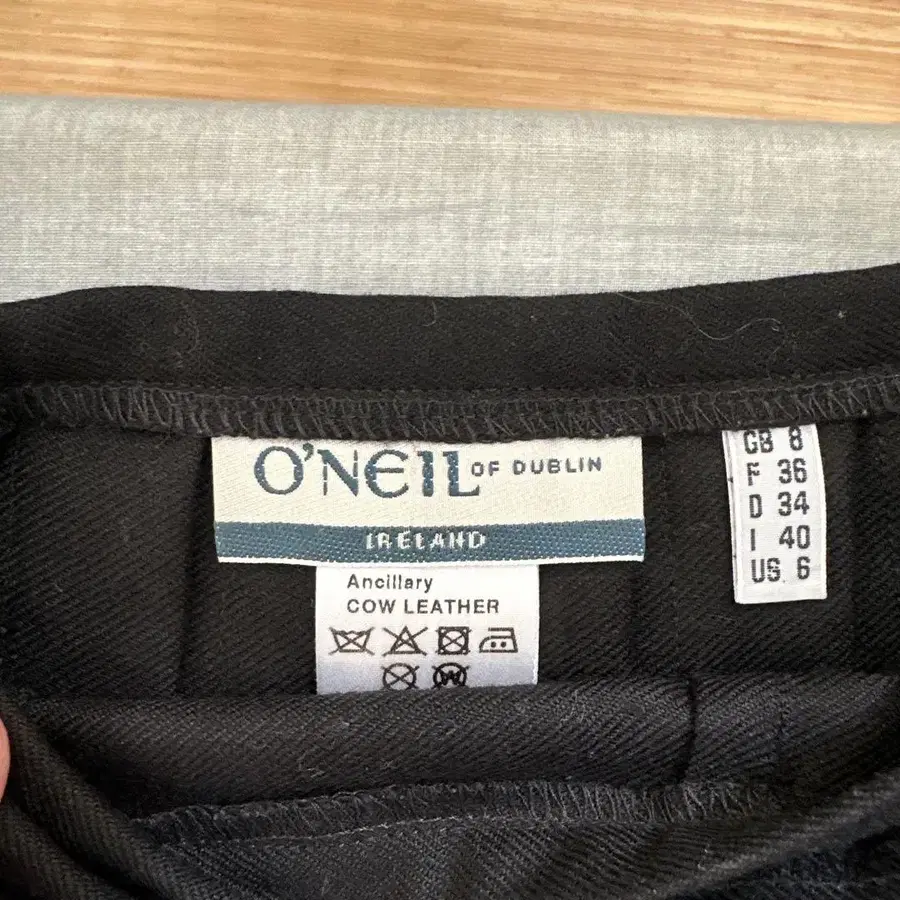 O'NEIL OF DUBLIN
IRELAND
Ancillary
COW LEATHER
GB 8
F 36
D 34
I 40
US 6